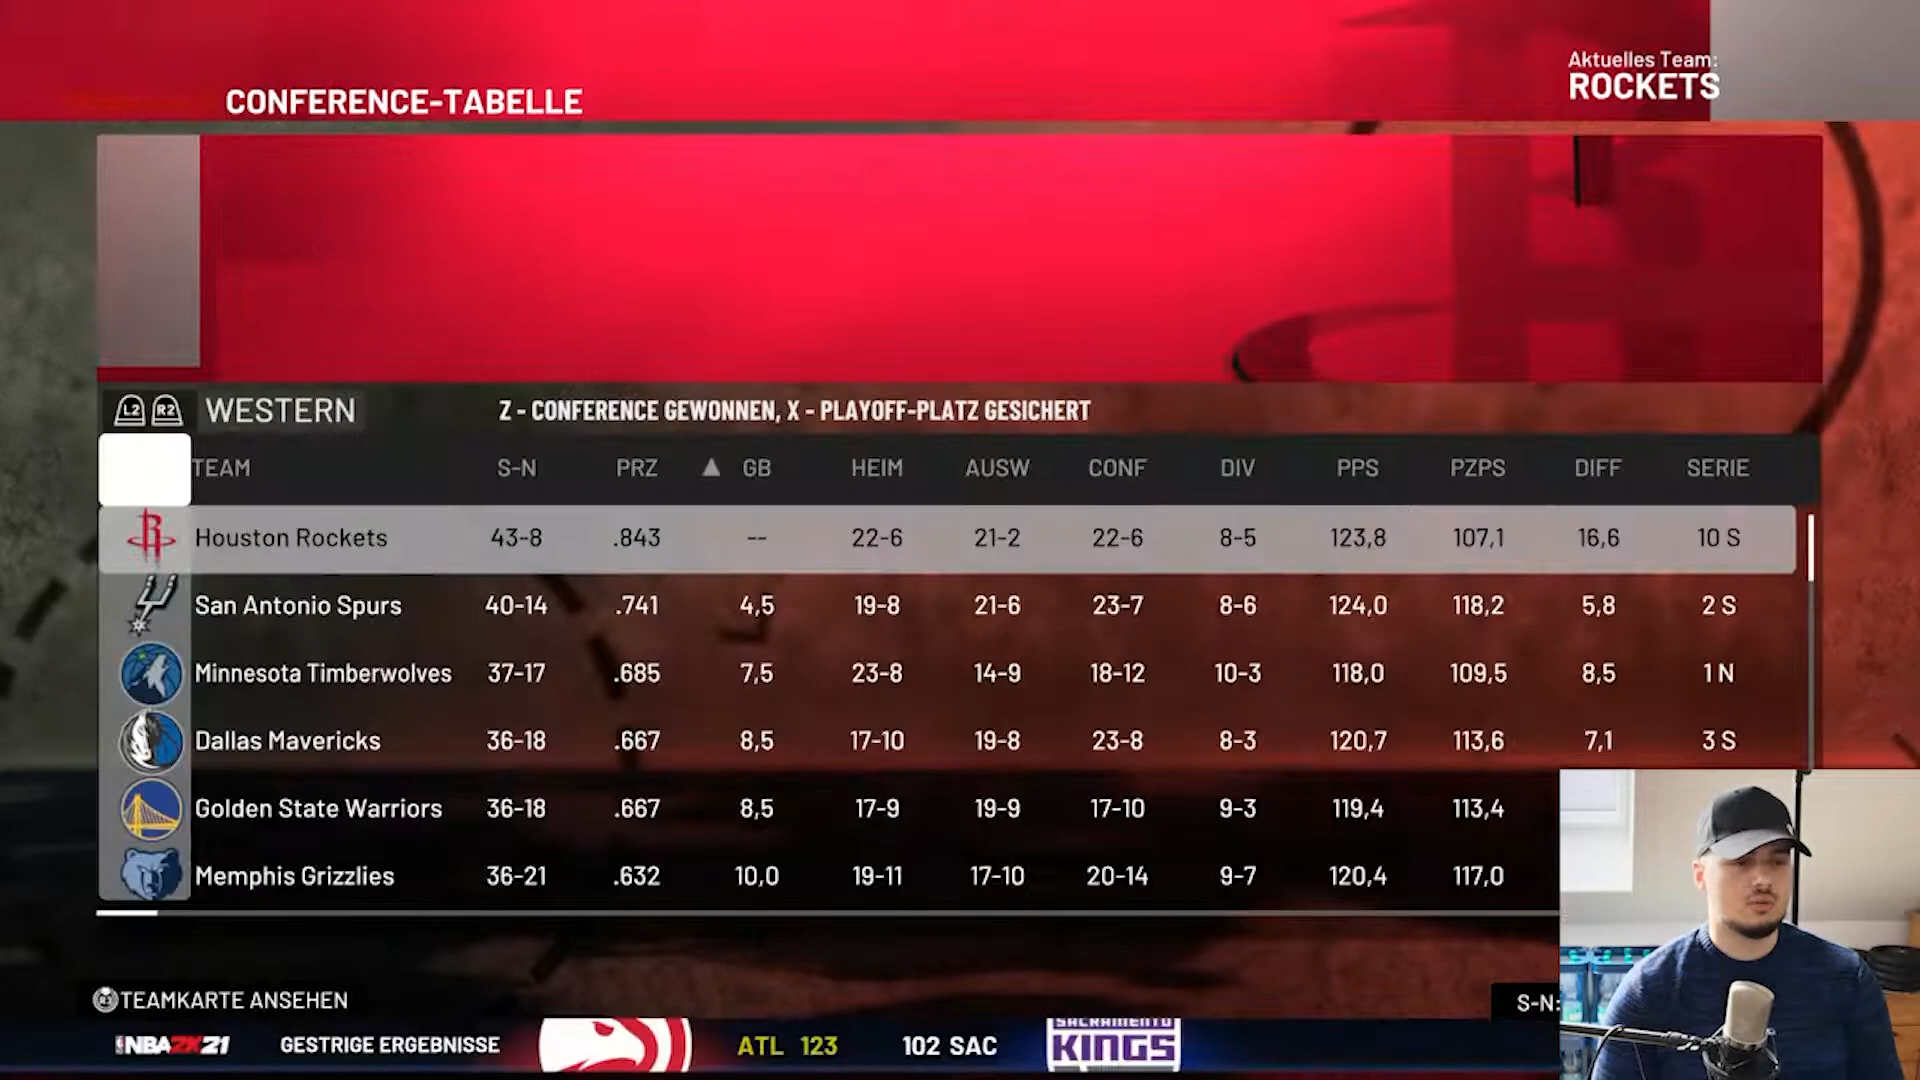 Aktuelles Team:
ROCKETS
CONFERENCE-TABELLE
L2 R2 WESTERN Z - CONFERENCE GEWONNEN, X - PLAYOFF-PLATZ GESICHERT
TEAM S-N PRZ ▲ GB HEIM AUSW CONF DIV PPS PZPS DIFF SERIE
Houston Rockets 43-8 .843 -- 22-6 21-2 22-6 8-5 123,8 107,1 16,6 10 S
San Antonio Spurs 40-14 .741 4,5 19-8 21-6 23-7 8-6 124,0 118,2 5,8 2 S
Minnesota Timberwolves 37-17 .685 7,5 23-8 14-9 18-12 10-3 118,0 109,5 8,5 1 N
Dallas Mavericks 36-18 .667 8,5 17-10 19-8 23-8 8-3 120,7 113,6 7,1 3 S
Golden State Warriors 36-18 .667 8,5 17-9 19-9 17-10 9-3 119,4 113,4
Memphis Grizzlies 36-21 .632 10,0 19-11 17-10 20-14 9-7 120,4 117,0
R3 TEAMKARTE ANSEHEN
S-N:
NBA2K21 GESTRIGE ERGEBNISSE ATL 123 102 SAC SACRAMENTO KINGS